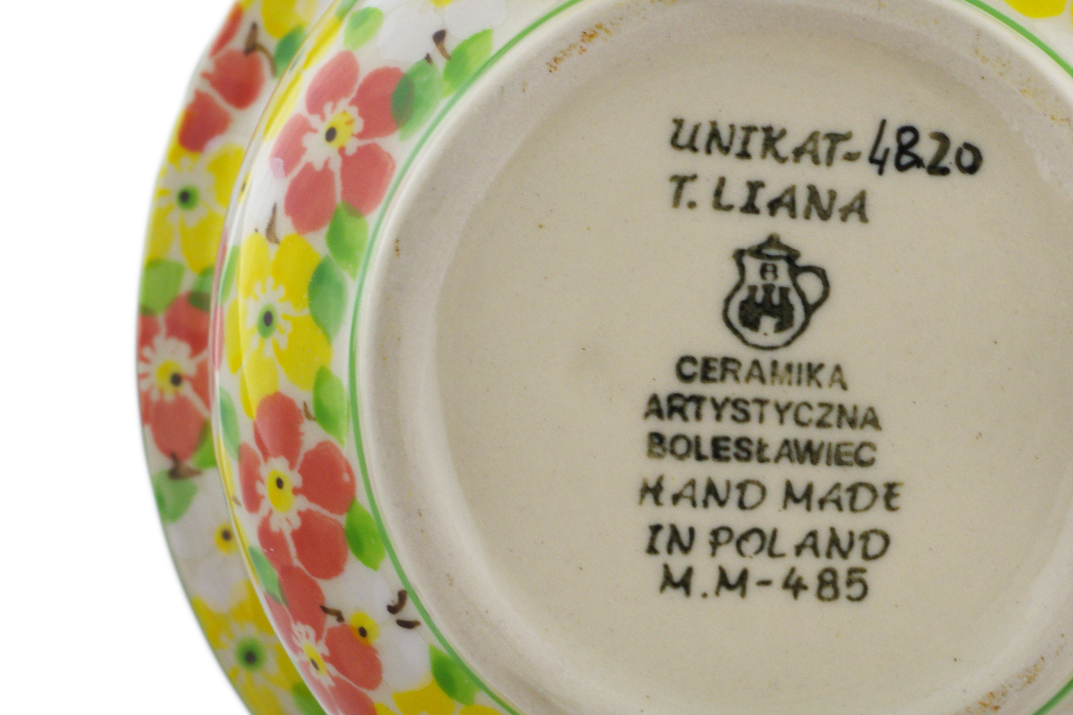 UNIKAT-4820
T. LIANA
B
CERAMIKA
ARTYSTYCZNA
BOLESŁAWIEC
HAND MADE
IN POLAND
M.M-485